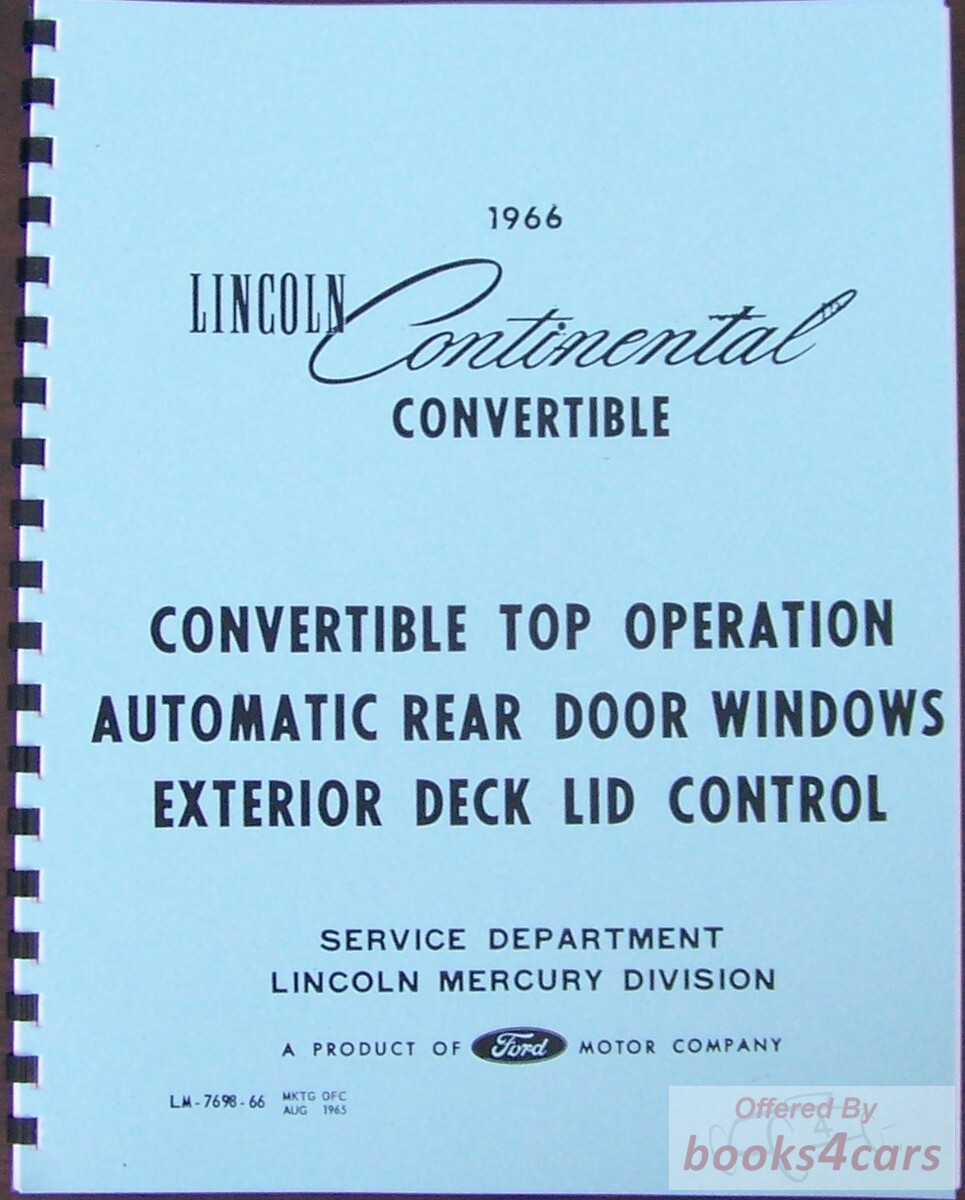 1966
LINCOLN Continental
CONVERTIBLE
CONVERTIBLE TOP OPERATION
AUTOMATIC REAR DOOR WINDOWS
EXTERIOR DECK LID CONTROL
SERVICE DEPARTMENT
LINCOLN MERCURY DIVISION
A PRODUCT OF Ford MOTOR COMPANY
LM-7698-66 MKTG OFC
AUG 1965
Offered By
books4cars